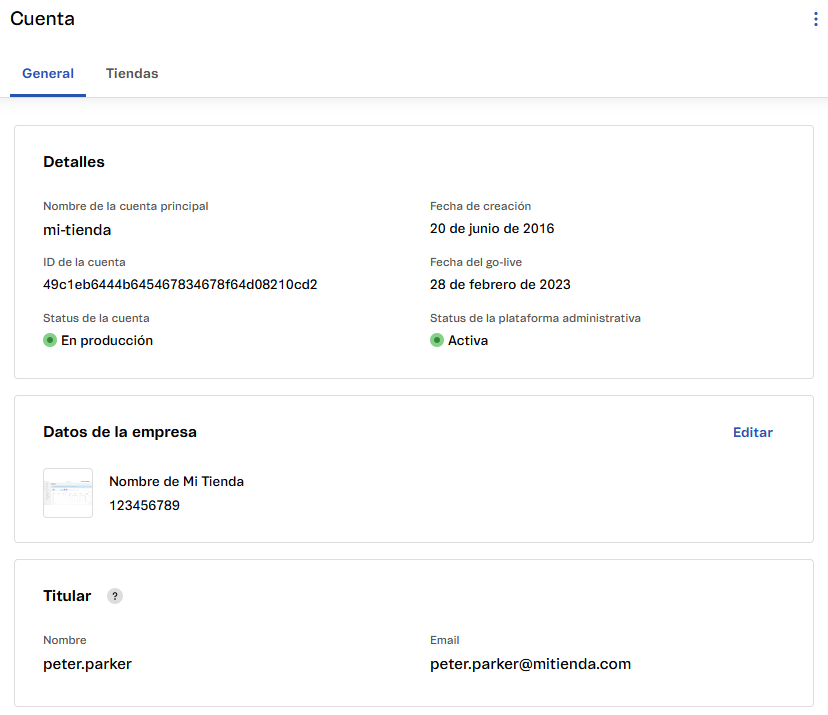 Cuenta
General
Tiendas
Detalles
Nombre de la cuenta principal
mi-tienda
Fecha de creación
20 de junio de 2016
ID de la cuenta
49c1eb6444b645467834678f64d08210cd2
Fecha del go-live
28 de febrero de 2023
Status de la cuenta
En producción
Status de la plataforma administrativa
Activa
Datos de la empresa
Editar
Nombre de Mi Tienda
123456789
Titular ?
Nombre
peter.parker
Email
peter.parker@mitienda.com